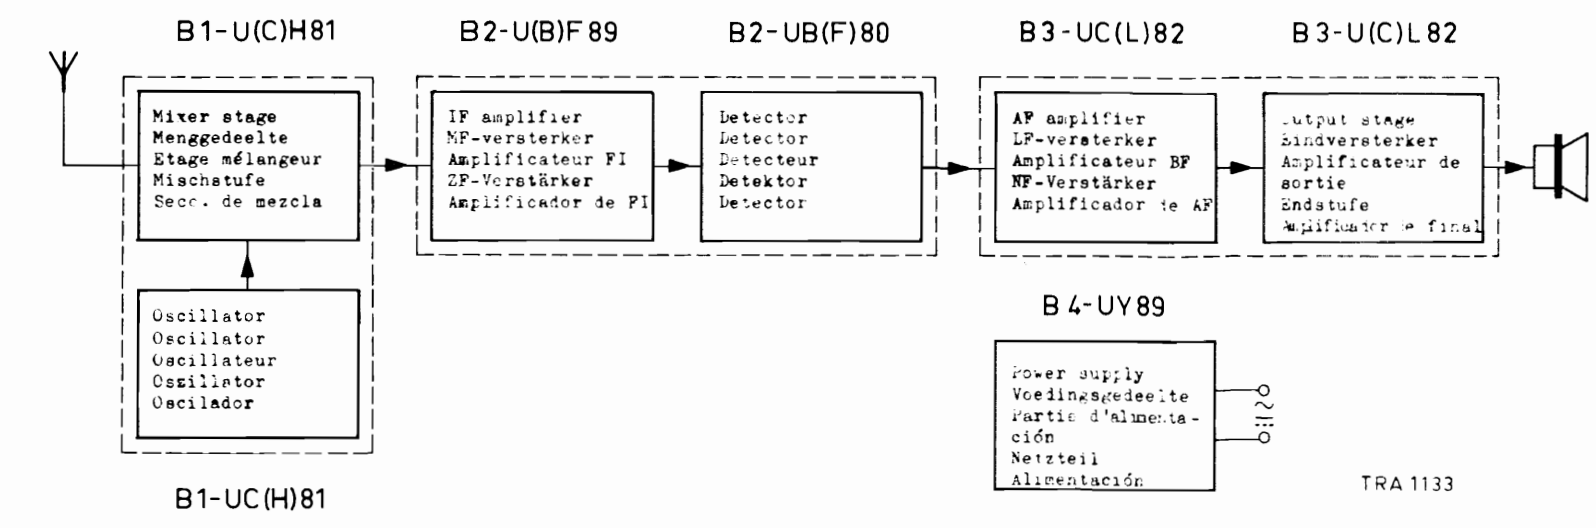 B1-U(C)H81
B2-U(B)F89
B2-UB(F)80
B3-UC(L)82
B3-U(C)L82
Mixer stage
Menggedeelte
Etage mélangeur
Mischstufe
Secc. de mezcla
IF amplifier
MF-versterker
Amplificateur FI
ZF-Verstärker
Amplificador de FI
Detector
Detector
Detecteur
Detektor
Detector
AF amplifier
LF-versterker
Amplificateur BF
NF-Verstärker
Amplificador de AF
Output stage
Eindversterker
Amplificateur de
sortie
Endstufe
Amplificador de final
Oscillator
Oscillator
Oscillateur
Oszillator
Oscilador
B1-UC(H)81
B4-UY89
Power supply
Voedingsgedeelte
Partie d'alimenta-
ción
Netzteil
Alimentación
TRA 1133